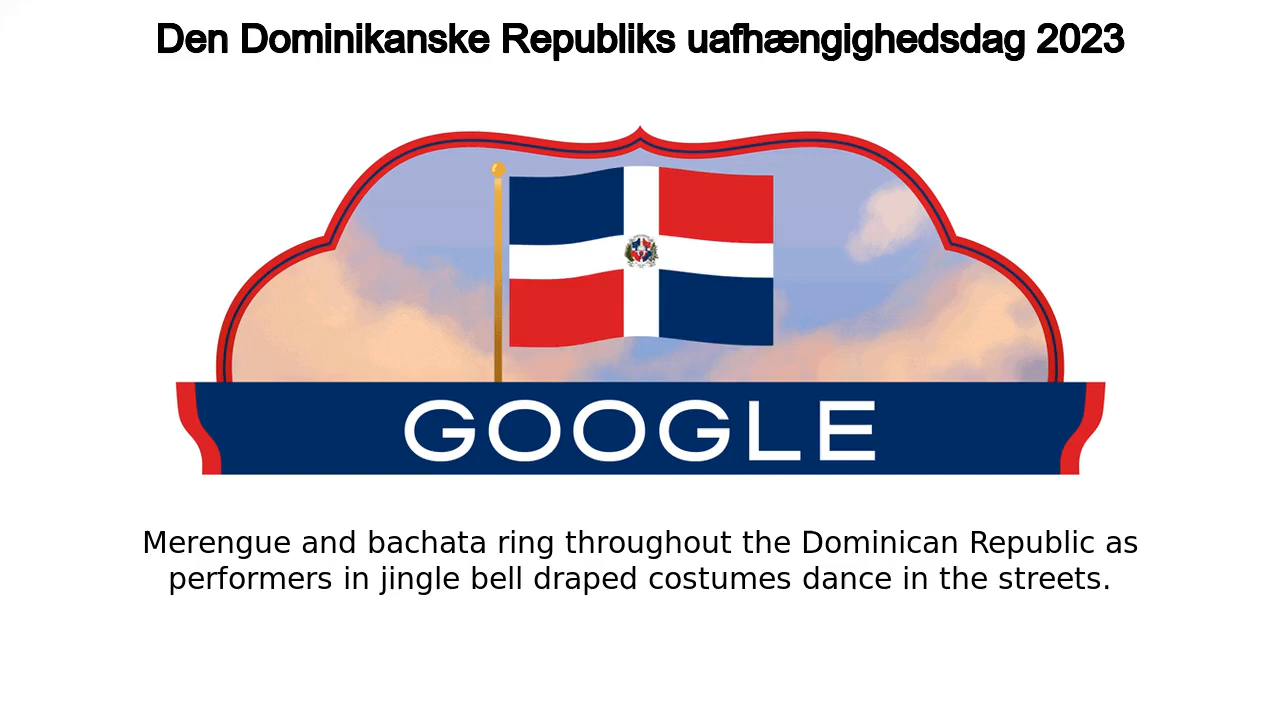 Den Dominikanske Republiks uafhængighedsdag 2023
GOOGLE
Merengue and bachata ring throughout the Dominican Republic as
performers in jingle bell draped costumes dance in the streets.